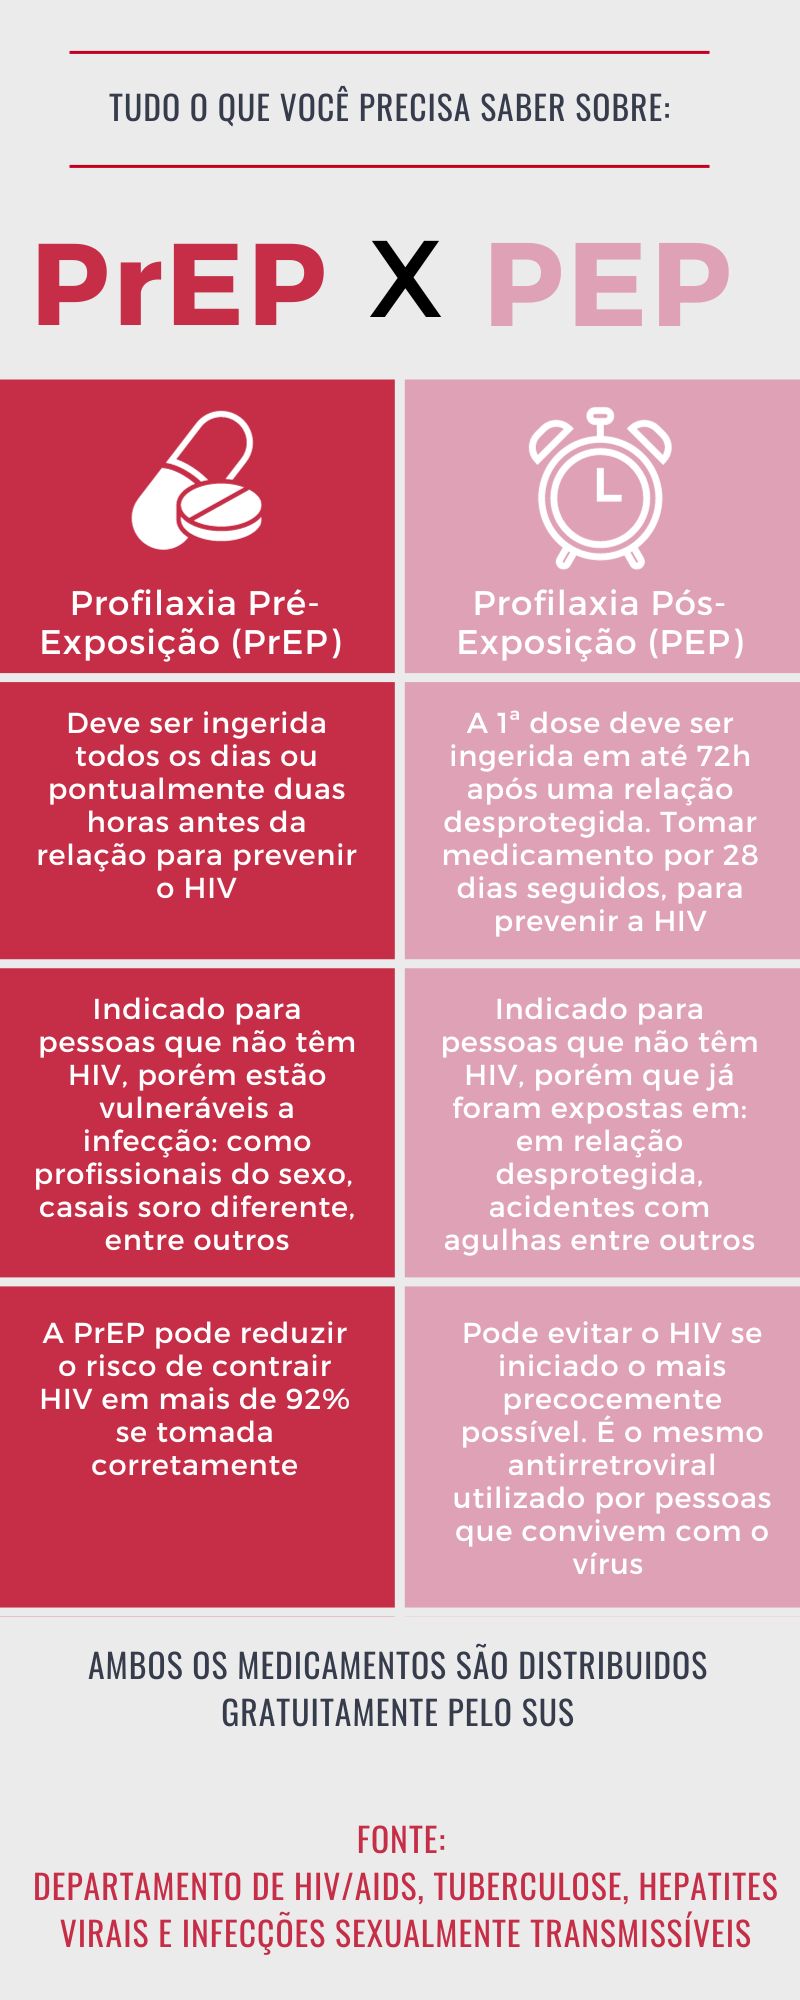 TUDO O QUE VOCÊ PRECISA SABER SOBRE:
PrEP X PEP
Profilaxia Pré-
Exposição (PrEP)
Deve ser ingerida
todos os dias ou
pontualmente duas
horas antes da
relação para prevenir
o HIV
Indicado para
pessoas que não têm
HIV, porém estão
vulneráveis a
infecção: como
profissionais do sexo,
casais soro diferente,
entre outros
A PrEP pode reduzir
o risco de contrair
HIV em mais de 92%
se tomada
corretamente
Profilaxia Pós-
Exposição (PEP)
A 1ª dose deve ser
ingerida em até 72h
após uma relação
desprotegida. Tomar
medicamento por 28
dias seguidos, para
prevenir a HIV
Indicado para
pessoas que não têm
HIV, porém que já
foram expostas em:
em relação
desprotegida,
acidentes com
agulhas entre outros
Pode evitar o HIV se
iniciado o mais
precocemente
possível. É o mesmo
antirretroviral
utilizado por pessoas
que convivem com o
vírus
AMBOS OS MEDICAMENTOS SÃO DISTRIBUIDOS
GRATUITAMENTE PELO SUS
FONTE:
DEPARTAMENTO DE HIV/AIDS, TUBERCULOSE, HEPATITES
VIRAIS E INFECÇÕES SEXUALMENTE TRANSMISSÍVEIS